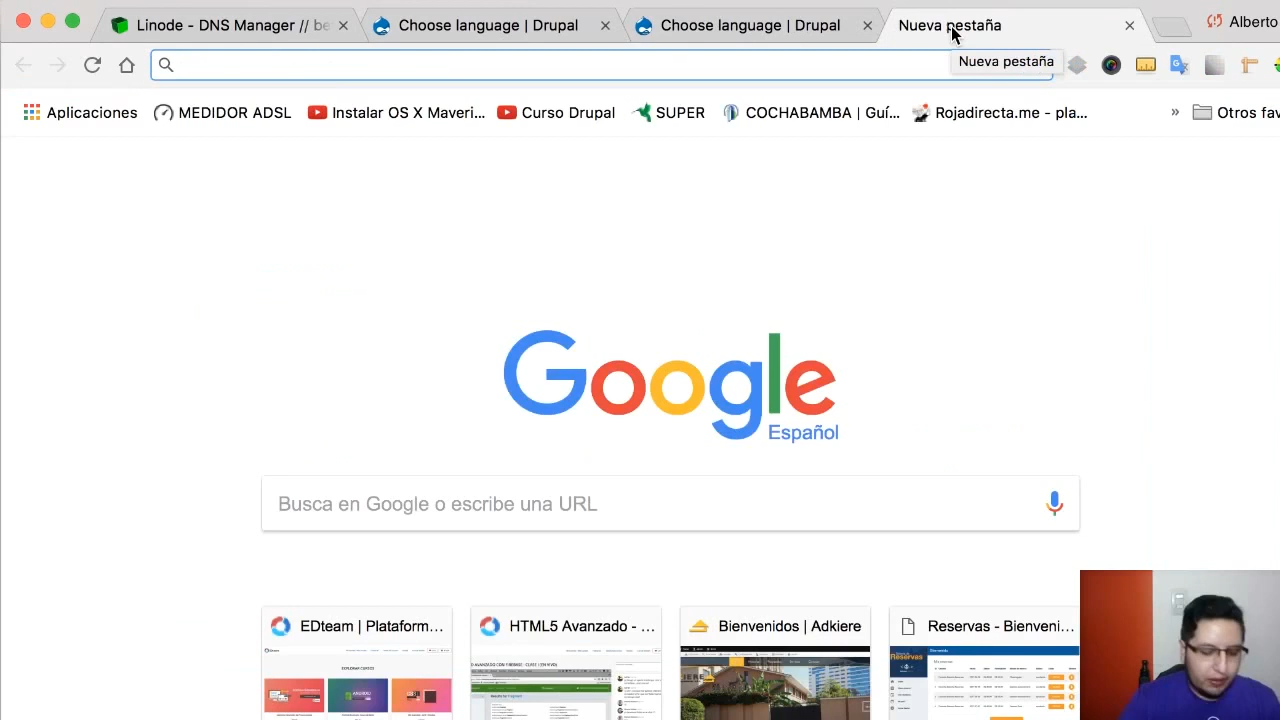 Linode - DNS Manager // be
Choose language | Drupal
Choose language | Drupal
Nueva pestaña
Alberto
Nueva pestaña
Aplicaciones
MEDIDOR ADSL
Instalar OS X Maveri...
Curso Drupal
SUPER
COCHABAMBA | Guí...
Rojadirecta.me - pla...
»
Otros fav
Google
Español
Busca en Google o escribe una URL
EDteam | Plataform...
HTML5 Avanzado - ...
Bienvenidos | Adkiere
Reservas - Bienveni...
EXPLORAR CURSOS